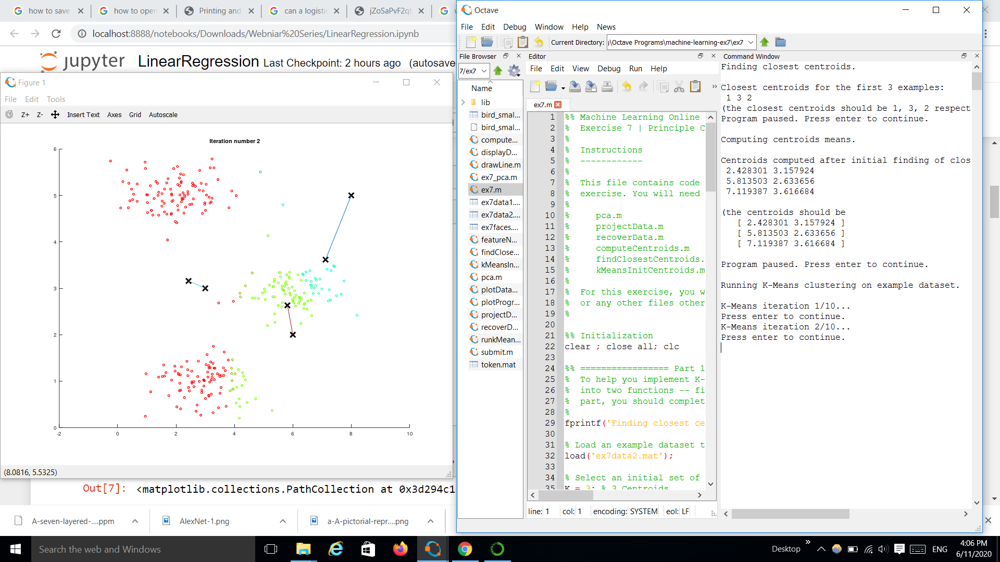 how to save
how to open
Printing and
can a logistic
jZoSaPvF2q
localhost:8888/notebooks/Downloads/Webniar%20Series/LinearRegression.ipynb
jupyter LinearRegression Last Checkpoint: 2 hours ago (autosave
Figure 1
File Edit Tools
Z+ Z- Insert Text Axes Grid Autoscale
Iteration number 2
6
5
4
3
2
1
0
-2 0 2 4 6 8 10
(8.0816, 5.5325)
Out[7]: <matplotlib.collections.PathCollection at 0x3d294c1
A-seven-layered-....ppm
AlexNet-1.png
a-A-pictorial-repr....png
Octave
File Edit Debug Window Help News
Current Directory: \Octave Programs\machine-learning-ex7\ex7
File Browser
7/ex7
Name
lib
bird_smal...
bird_smal...
compute...
displayD...
drawLine.m
ex7_pca.m
ex7.m
ex7data1....
ex7data2....
ex7faces....
featureN...
findClose...
kMeansIn...
pca.m
plotData...
plotProgr...
projectD...
recoverD...
runkMean...
submit.m
token.mat
Editor
File Edit View Debug Run Help
ex7.m
1 %% Machine Learning Online
2 % Exercise 7 | Principle C
3 %
4 % Instructions
5 % ------------
6 %
7 % This file contains code
8 % exercise. You will need
9 %
10 % pca.m
11 % projectData.m
12 % recoverData.m
13 % computeCentroids.m
14 % findClosestCentroids.
15 % kMeansInitCentroids.m
16 %
17 % For this exercise, you w
18 % or any other files other
19 %
20
21 %% Initialization
22 clear ; close all; clc
23
24 %% ================= Part 1
25 % To help you implement K-
26 % into two functions -- fi
27 % part, you should complet
28 %
29 fprintf('Finding closest ce
30
31 % Load an example dataset t
32 load('ex7data2.mat');
33
34 % Select an initial set of
35 K = 3; % 3 Centroids
line: 1 col: 1 encoding: SYSTEM eol: LF
Command Window
Finding closest centroids.
Closest centroids for the first 3 examples:
1 3 2
(the closest centroids should be 1, 3, 2 respect
Program paused. Press enter to continue.
Computing centroids means.
Centroids computed after initial finding of clos
2.428301 3.157924
5.813503 2.633656
7.119387 3.616684
(the centroids should be
[ 2.428301 3.157924 ]
[ 5.813503 2.633656 ]
[ 7.119387 3.616684 ]
Program paused. Press enter to continue.
Running K-Means clustering on example dataset.
K-Means iteration 1/10...
Press enter to continue.
K-Means iteration 2/10...
Press enter to continue.
Search the web and Windows
Desktop
ENG
4:06 PM
6/11/2020